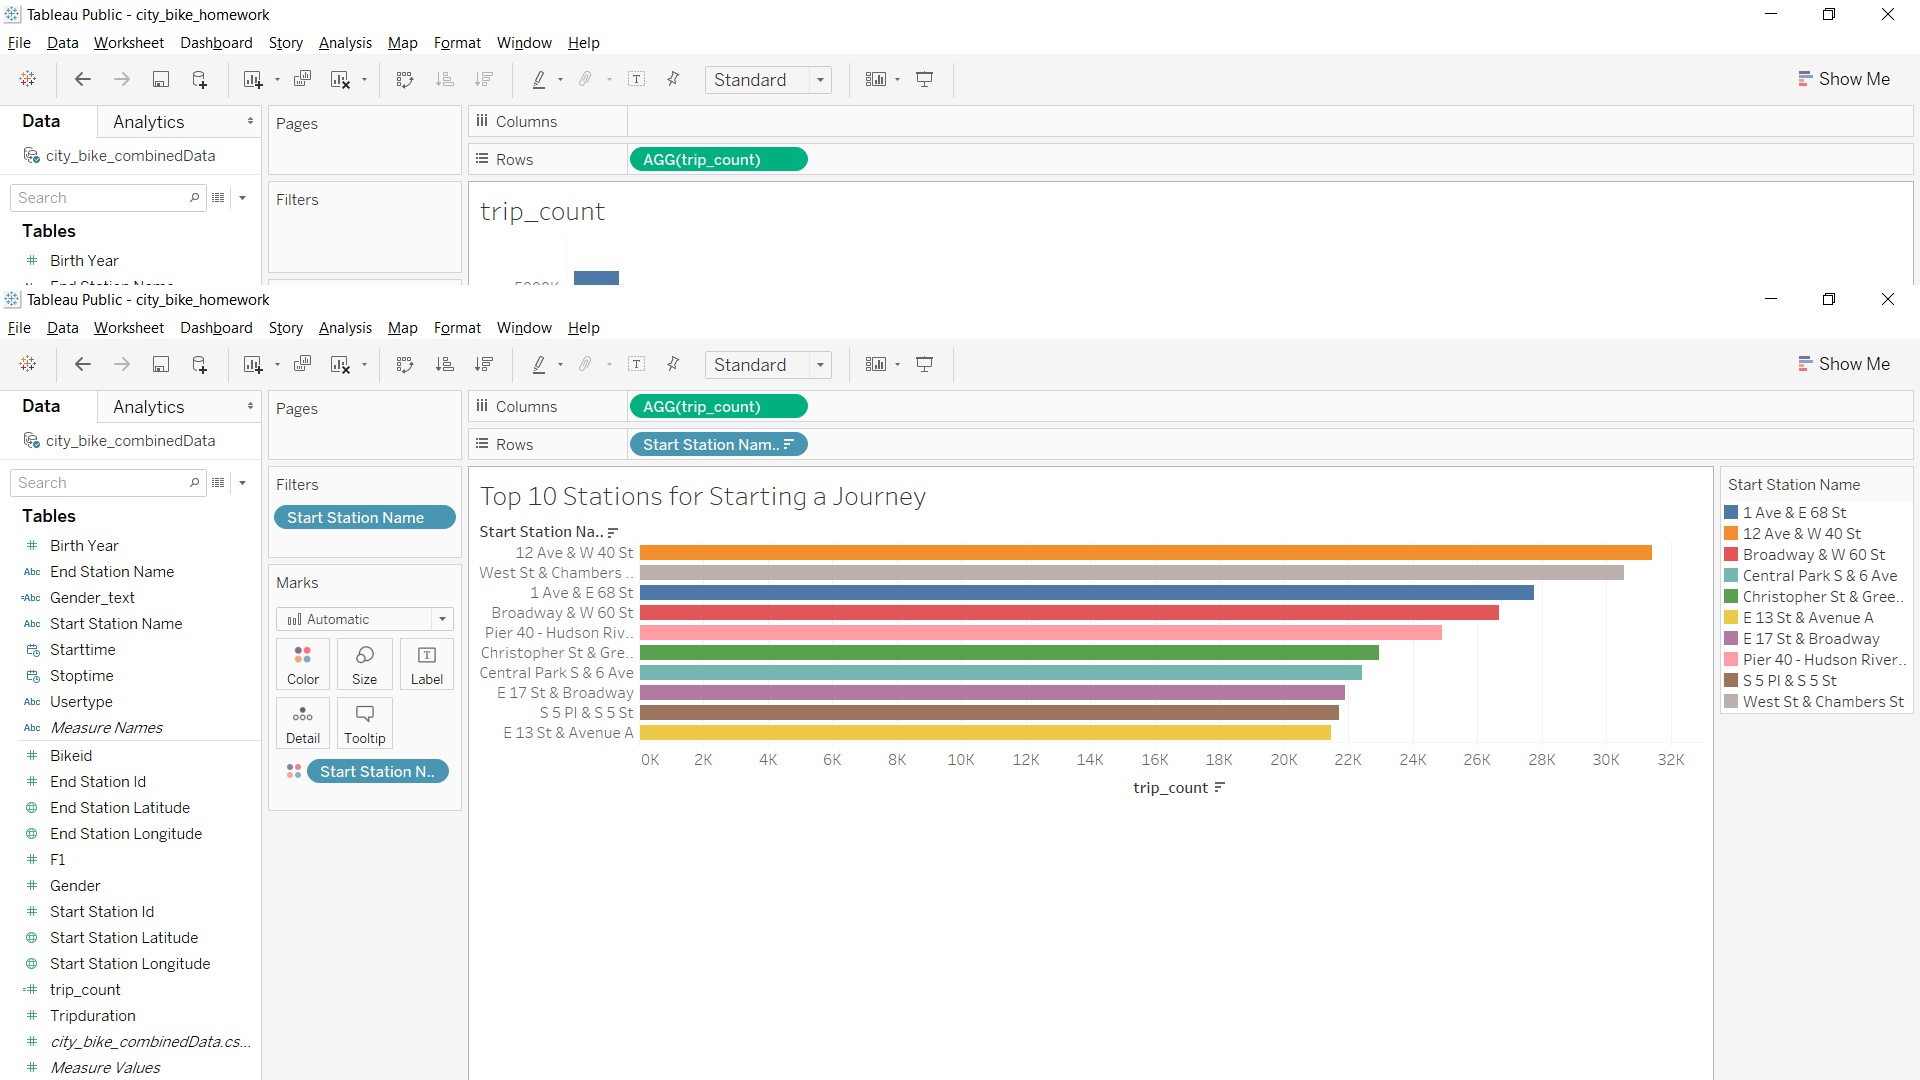 Tableau Public - city_bike_homework
File Data Worksheet Dashboard Story Analysis Map Format Window Help
Standard
Show Me
Data
Analytics
Pages
Columns
city_bike_combinedData
Rows
AGG(trip_count)
Search
Filters
trip_count
Tables
Birth Year
Tableau Public - city_bike_homework
File Data Worksheet Dashboard Story Analysis Map Format Window Help
Standard
Show Me
Data
Analytics
Pages
Columns
AGG(trip_count)
city_bike_combinedData
Rows
Start Station Nam..
Search
Filters
Start Station Name
Tables
Birth Year
Abc End Station Name
=Abc Gender_text
Abc Start Station Name
Starttime
Stoptime
Abc Usertype
Abc Measure Names
Bikeid
End Station Id
End Station Latitude
End Station Longitude
F1
Gender
Start Station Id
Start Station Latitude
Start Station Longitude
trip_count
Tripduration
city_bike_combinedData.cs...
Measure Values
Marks
Automatic
Color
Size
Label
Detail
Tooltip
Start Station N..
Top 10 Stations for Starting a Journey
Start Station Na..
12 Ave & W 40 St
West St & Chambers ..
1 Ave & E 68 St
Broadway & W 60 St
Pier 40 - Hudson Riv..
Christopher St & Gre..
Central Park S & 6 Ave
E 17 St & Broadway
S 5 Pl & S 5 St
E 13 St & Avenue A
0K 2K 4K 6K 8K 10K 12K 14K 16K 18K 20K 22K 24K 26K 28K 30K 32K
trip_count
Start Station Name
1 Ave & E 68 St
12 Ave & W 40 St
Broadway & W 60 St
Central Park S & 6 Ave
Christopher St & Gree..
E 13 St & Avenue A
E 17 St & Broadway
Pier 40 - Hudson River..
S 5 Pl & S 5 St
West St & Chambers St